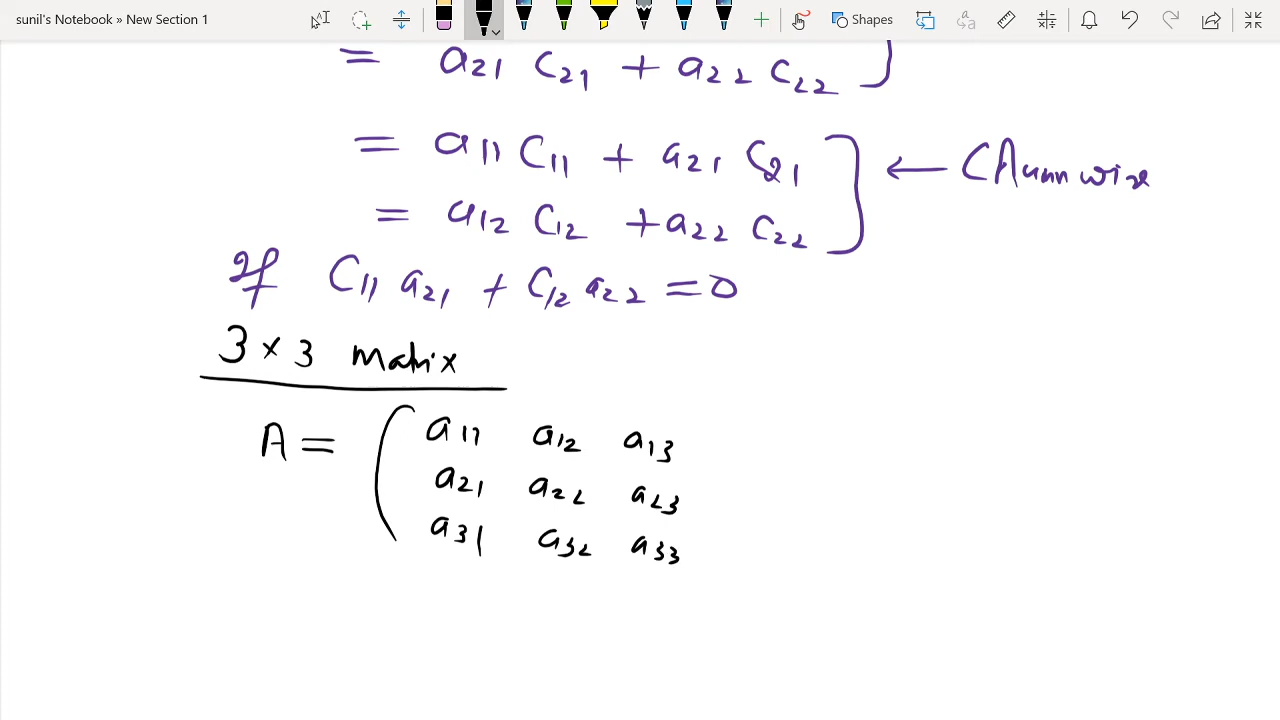 sunil's Notebook » New Section 1 Shapes
= a21 C21 + a22 C22
= a11 C11 + a21 C21 ← Column wise
= a12 C12 + a22 C22
If C11 a21 + C12 a22 = 0
3 × 3 matrix
A = ( a11 a12 a13
a21 a22 a23
a31 a32 a33